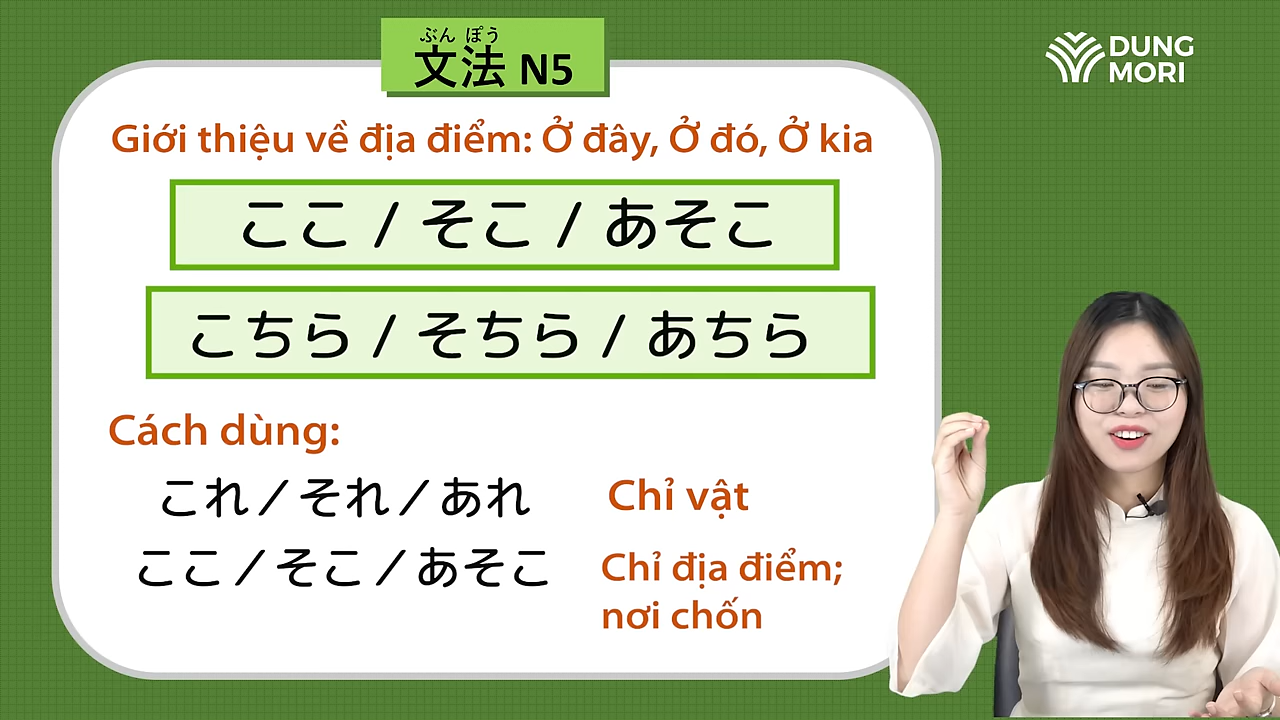 ぶん ぽう
文法 N5
DUNG
MORI
Giới thiệu về địa điểm: Ở đây, Ở đó, Ở kia
ここ / そこ / あそこ
こちら / そちら / あちら
Cách dùng:
これ / それ / あれ
Chỉ vật
ここ / そこ / あそこ
Chỉ địa điểm;
nơi chốn